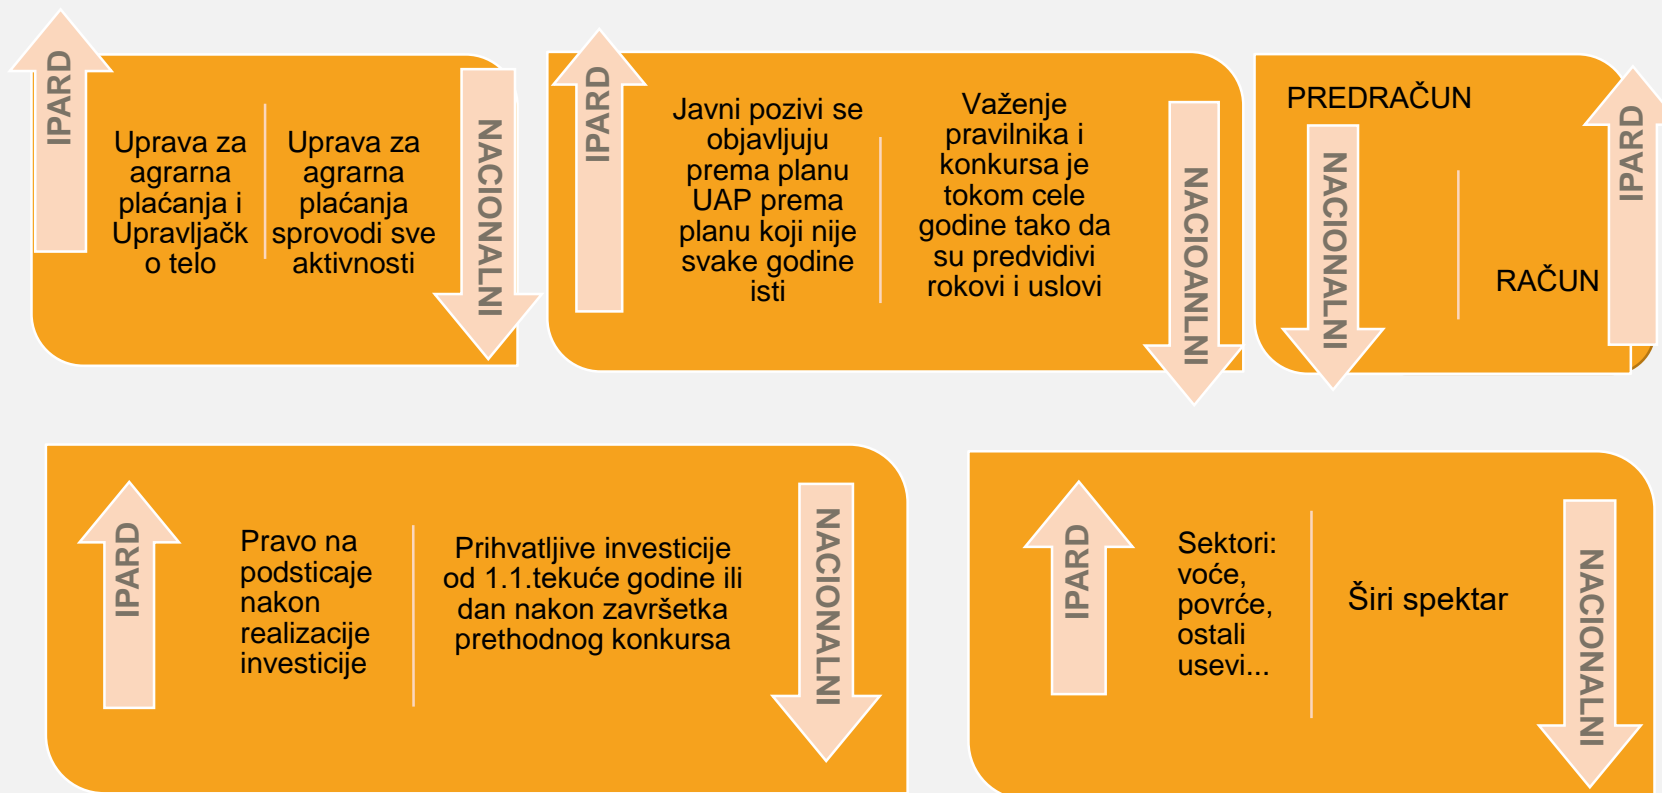 IPARD
Uprava za
agrarna
plaćanja i
Upravljačk
o telo
Uprava za
agrarna
plaćanja
sprovodi sve
aktivnosti
NACIONALNI
IPARD
Javni pozivi se
objavljuju
prema planu
UAP prema
planu koji nije
svake godine
isti
Važenje
pravilnika i
konkursa je
tokom cele
godine tako da
su predvidivi
rokovi i uslovi
NACIOANLNI
PREDRAČUN
NACIONALNI
RAČUN
IPARD
IPARD
Pravo na
podsticaje
nakon
realizacije
investicije
Prihvatljive investicije
od 1.1.tekuće godine ili
dan nakon završetka
prethodnog konkursa
NACIONALNI
IPARD
Sektori:
voće,
povrće,
ostali
usevi...
Širi spektar
NACIONALNI